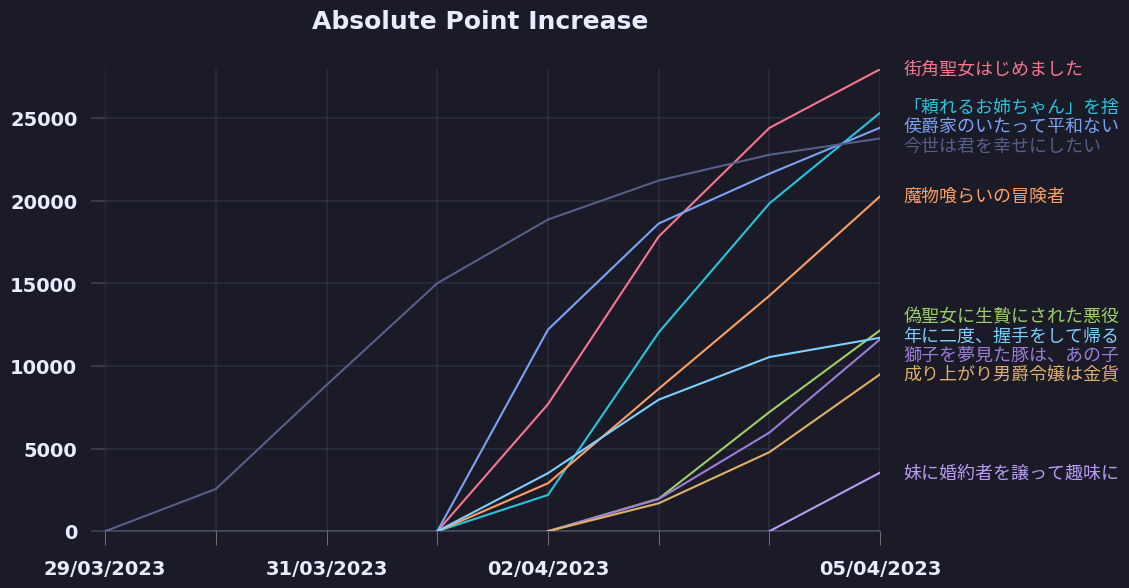 Absolute Point Increase
25000
20000
15000
10000
5000
0
29/03/2023
31/03/2023
02/04/2023
05/04/2023
街角聖女はじめました
「頼れるお姉ちゃん」を捨
侯爵家のいたって平和ない
今世は君を幸せにしたい
魔物喰らいの冒険者
偽聖女に生贄にされた悪役
年に二度、握手をして帰る
獅子を夢見た豚は、あの子
成り上がり男爵令嬢は金貨
妹に婚約者を譲って趣味に